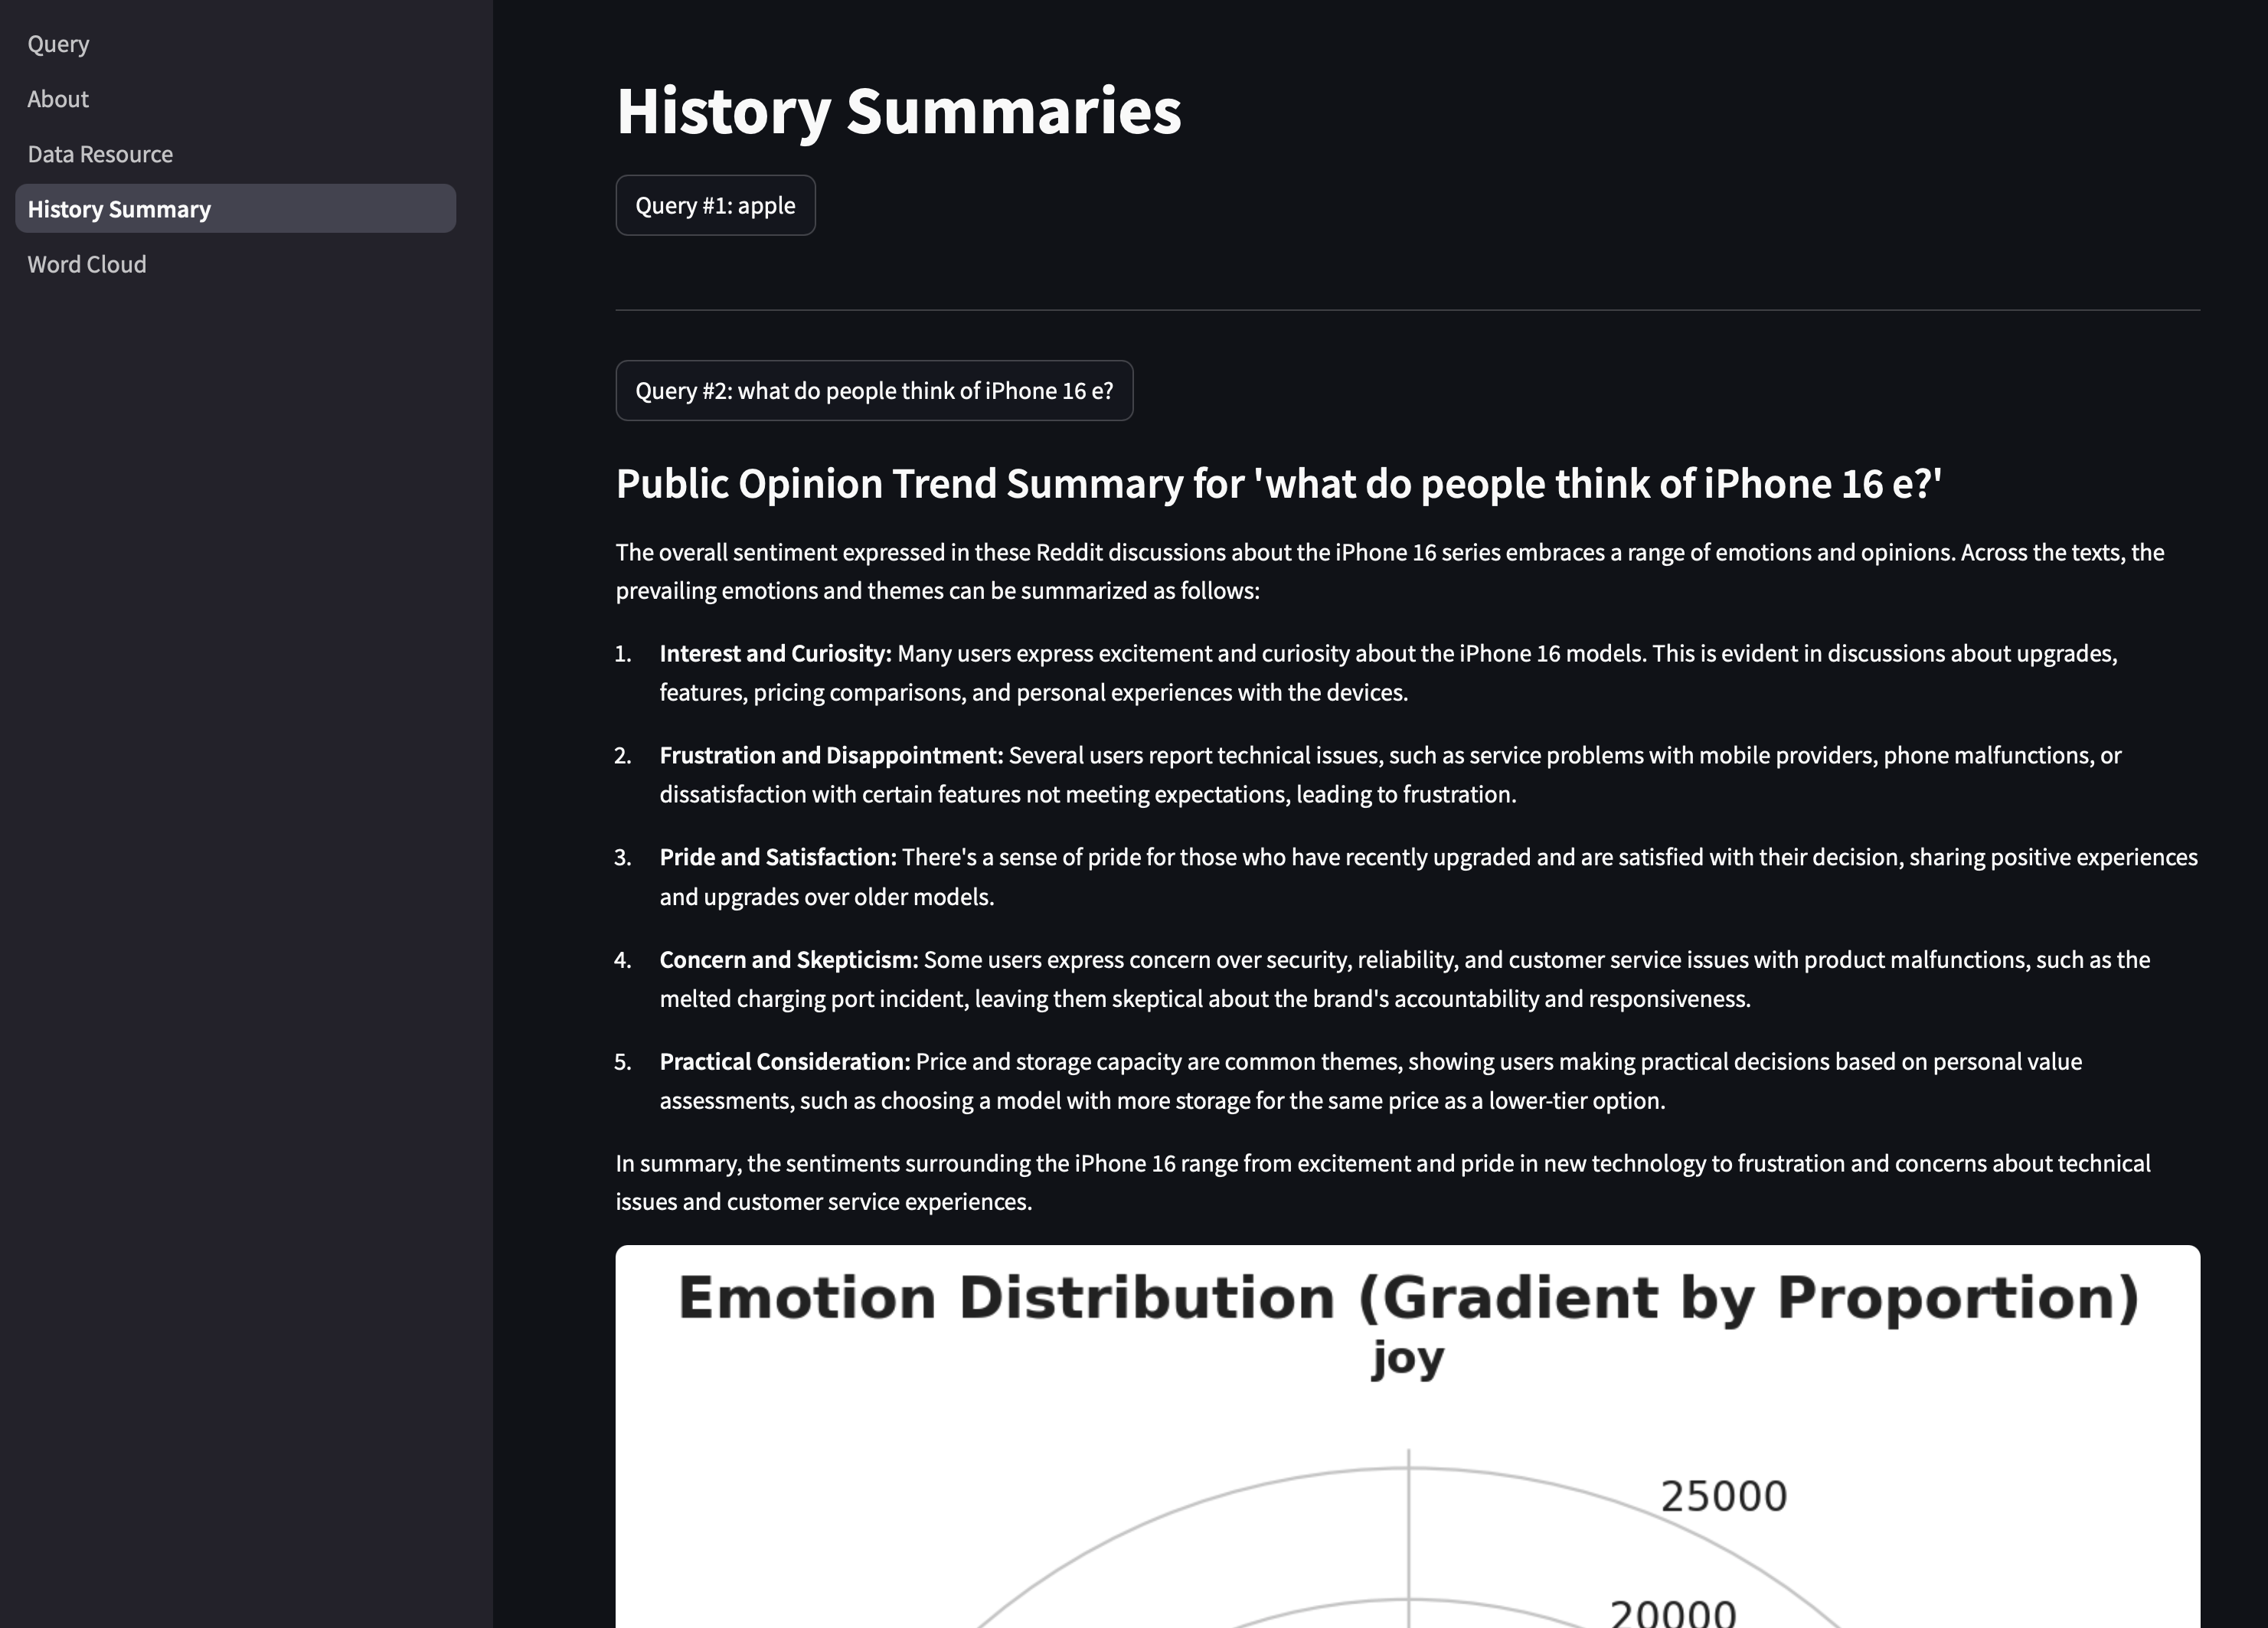 Query
About
Data Resource
History Summary
Word Cloud
History Summaries
Query #1: apple
Query #2: what do people think of iPhone 16 e?
Public Opinion Trend Summary for 'what do people think of iPhone 16 e?'
The overall sentiment expressed in these Reddit discussions about the iPhone 16 series embraces a range of emotions and opinions. Across the texts, the
prevailing emotions and themes can be summarized as follows:
1. Interest and Curiosity: Many users express excitement and curiosity about the iPhone 16 models. This is evident in discussions about upgrades,
features, pricing comparisons, and personal experiences with the devices.
2. Frustration and Disappointment: Several users report technical issues, such as service problems with mobile providers, phone malfunctions, or
dissatisfaction with certain features not meeting expectations, leading to frustration.
3. Pride and Satisfaction: There's a sense of pride for those who have recently upgraded and are satisfied with their decision, sharing positive experiences
and upgrades over older models.
4. Concern and Skepticism: Some users express concern over security, reliability, and customer service issues with product malfunctions, such as the
melted charging port incident, leaving them skeptical about the brand's accountability and responsiveness.
5. Practical Consideration: Price and storage capacity are common themes, showing users making practical decisions based on personal value
assessments, such as choosing a model with more storage for the same price as a lower-tier option.
In summary, the sentiments surrounding the iPhone 16 range from excitement and pride in new technology to frustration and concerns about technical
issues and customer service experiences.
Emotion Distribution (Gradient by Proportion)
joy
25000
20000